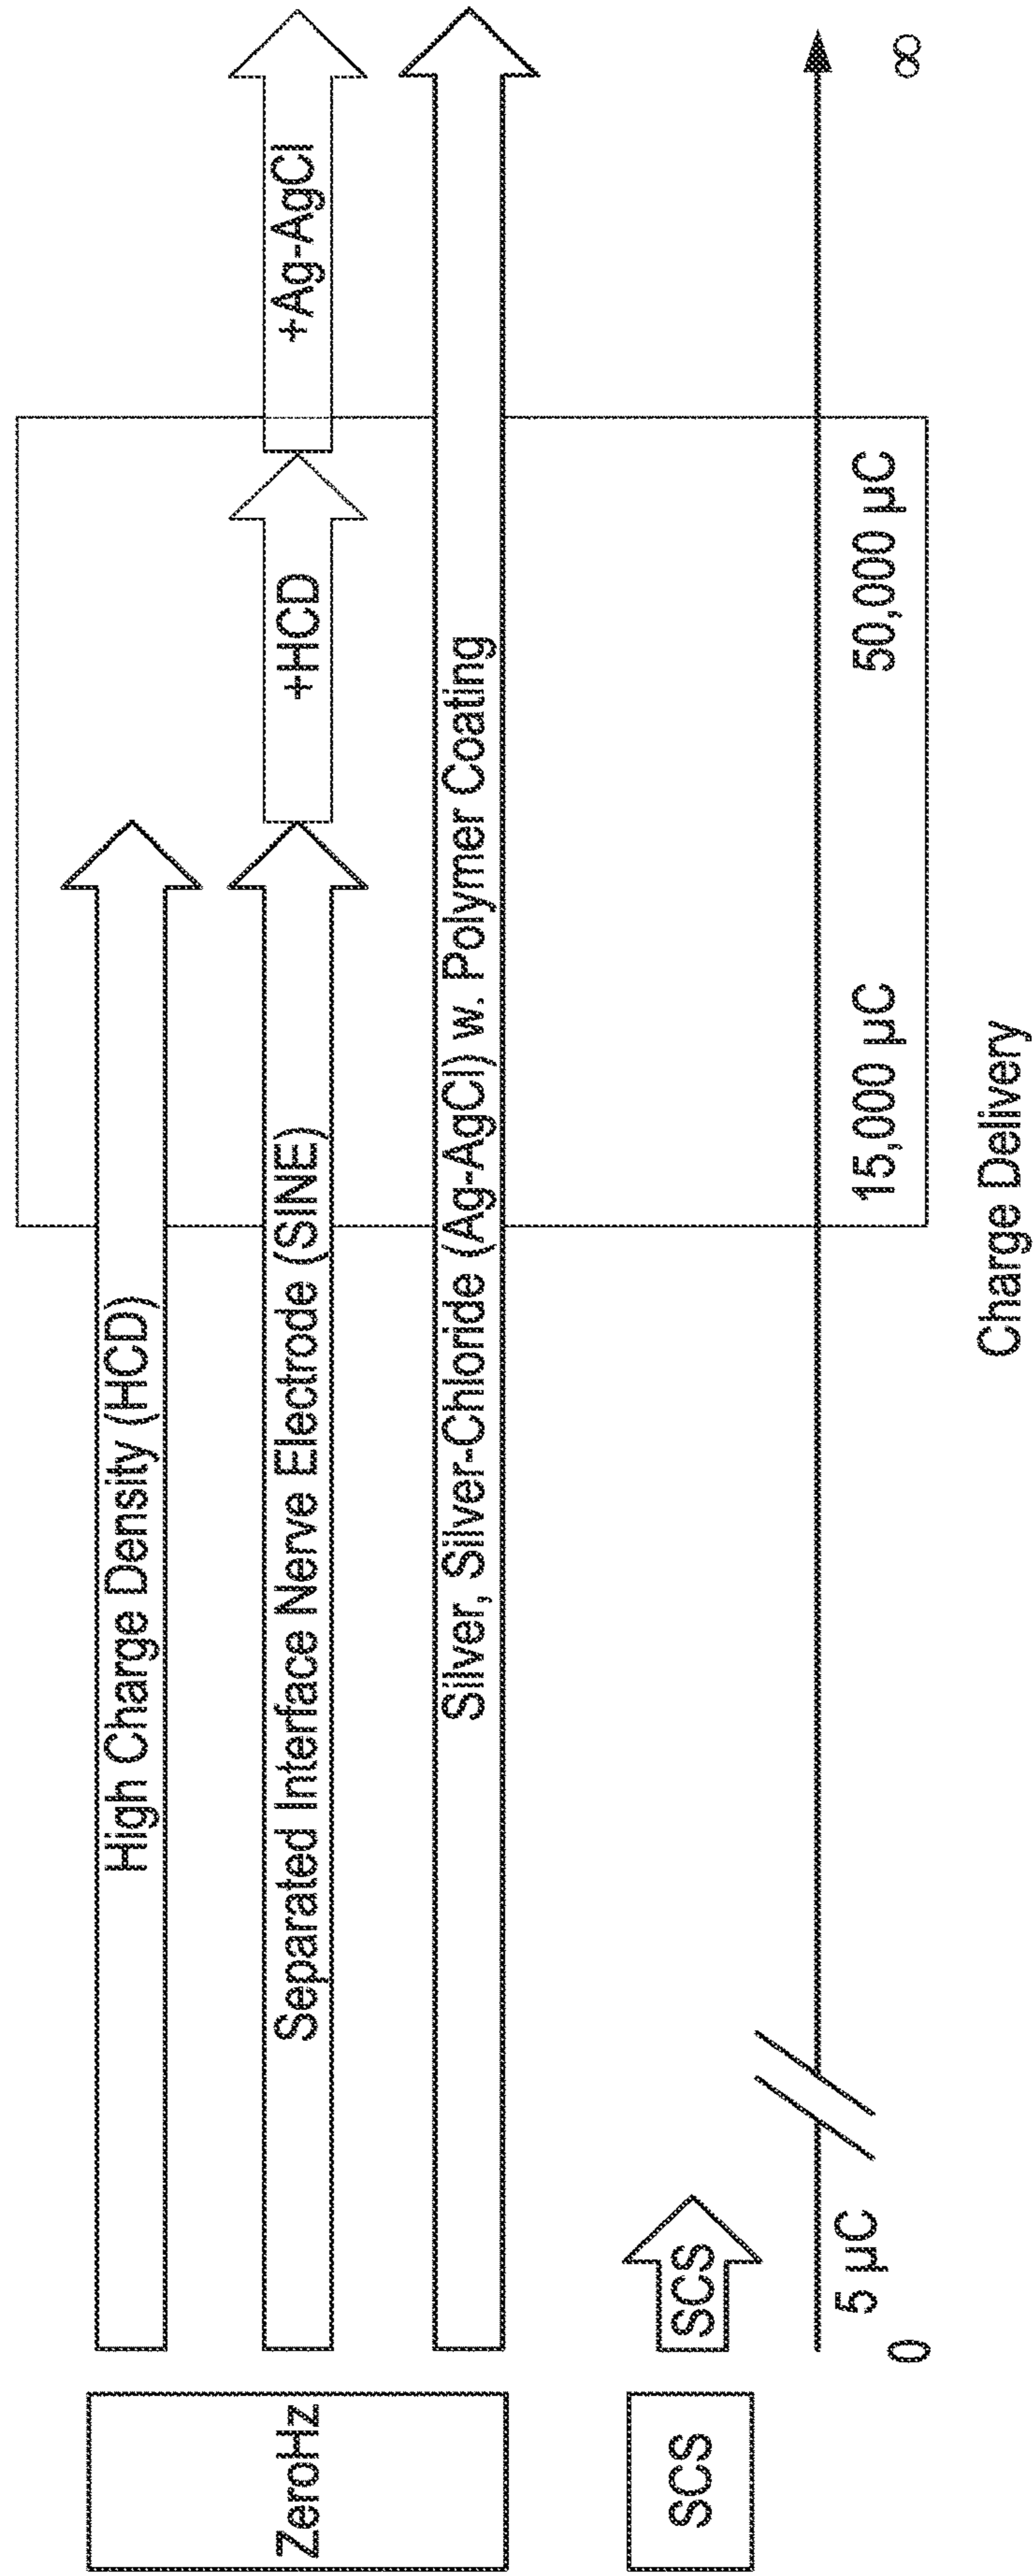 ZeroHz
High Charge Density (HCD)
Separated Interface Nerve Electrode (SINE)
+HCD
+Ag-AgCl
Silver, Silver-Chloride (Ag-AgCl) w. Polymer Coating
SCS
SCS
0
5 µC
15,000 µC
50,000 µC
∞
Charge Delivery